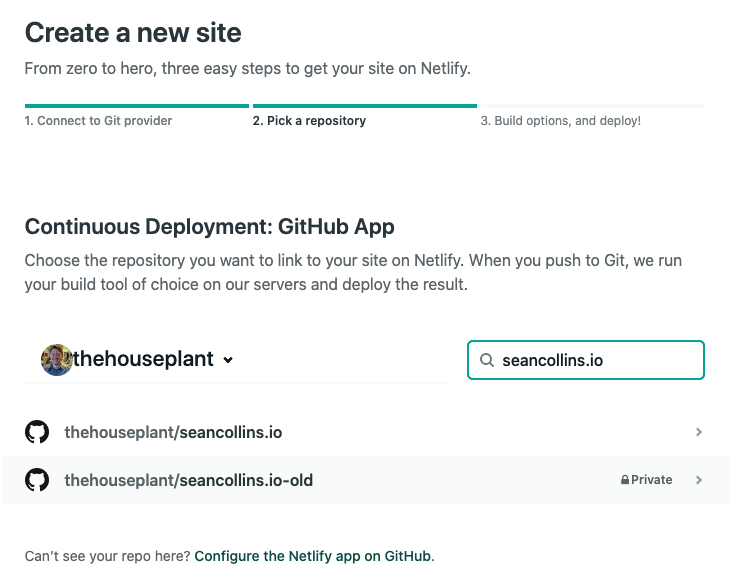 Create a new site
From zero to hero, three easy steps to get your site on Netlify.
1. Connect to Git provider
2. Pick a repository
3. Build options, and deploy!
Continuous Deployment: GitHub App
Choose the repository you want to link to your site on Netlify. When you push to Git, we run
your build tool of choice on our servers and deploy the result.
thehouseplant
seancollins.io
thehouseplant/seancollins.io
thehouseplant/seancollins.io-old
Private
Can’t see your repo here? Configure the Netlify app on GitHub.